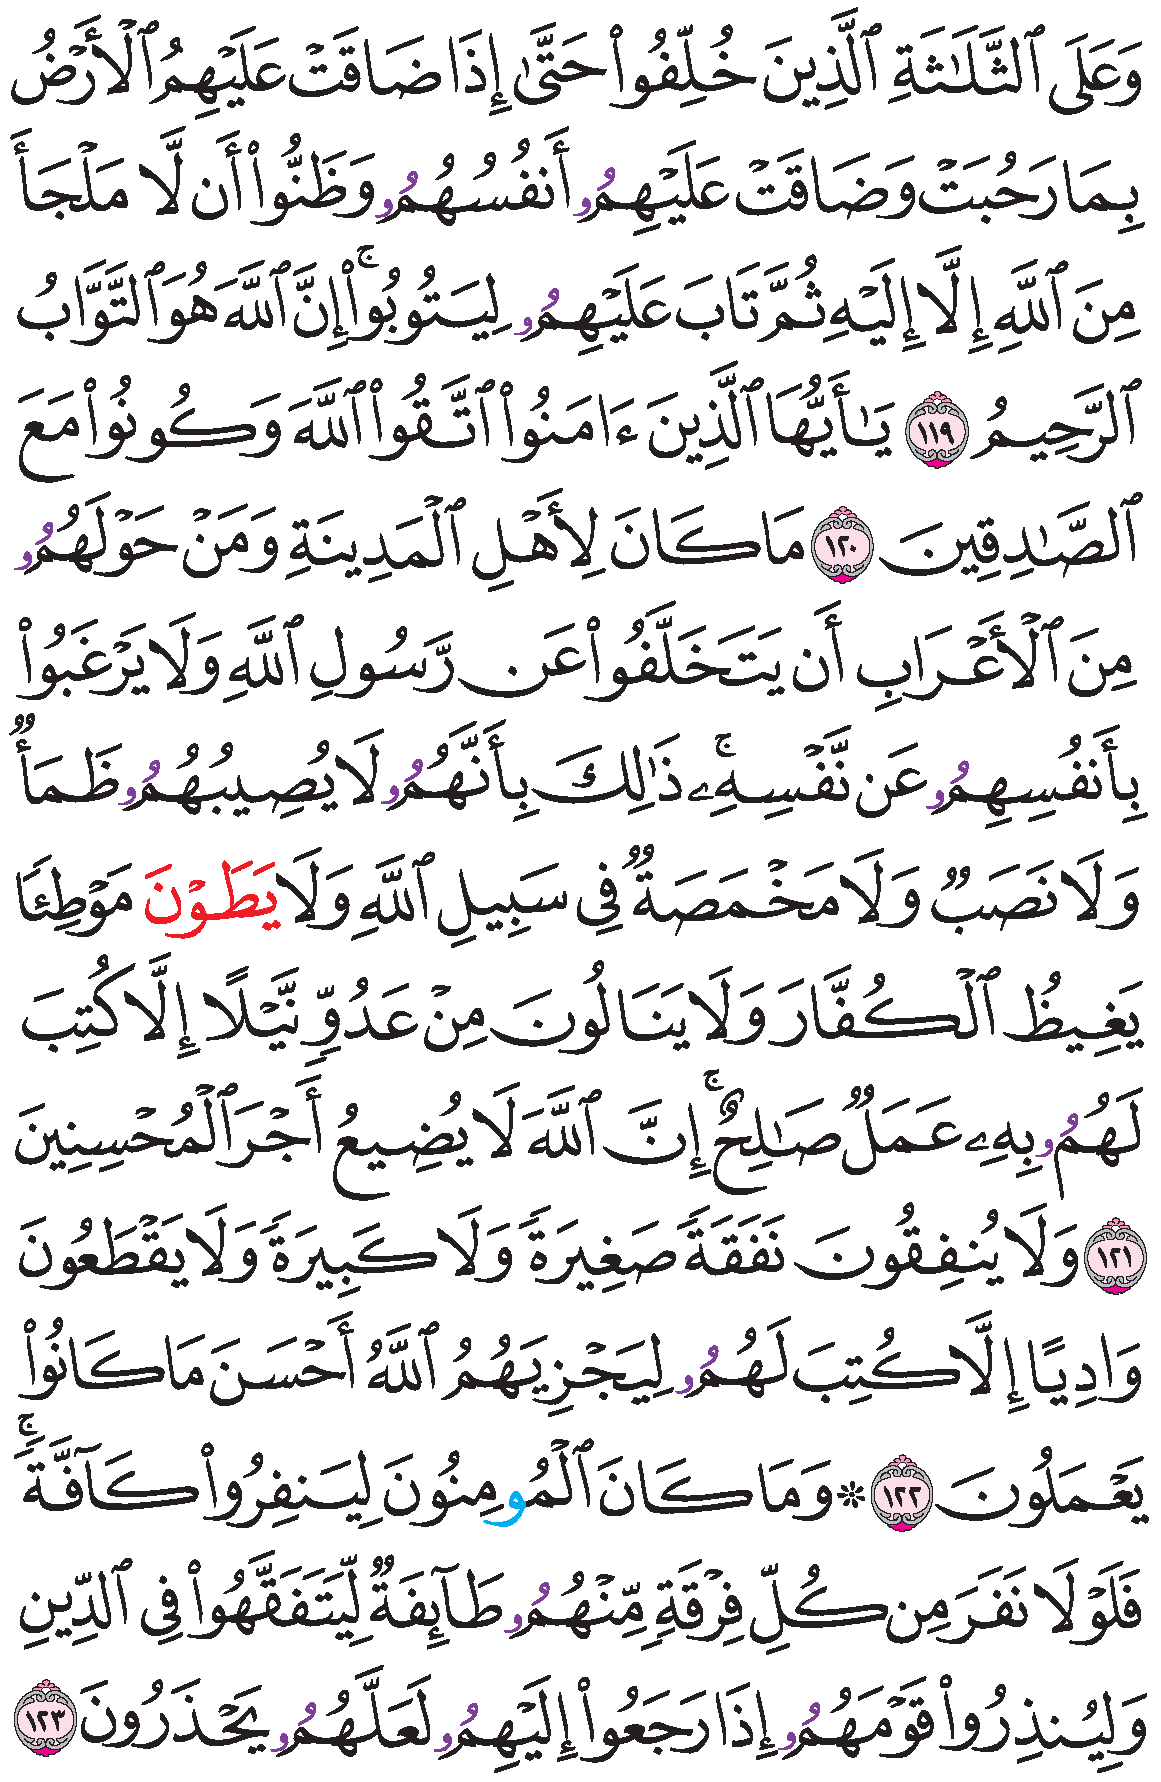 وَعَلَى ٱلثَّلَٰثَةِ ٱلَّذِينَ خُلِّفُوا۟ حَتَّىٰ إِذَا ضَاقَتْ عَلَيْهِمُ ٱلْأَرْضُ
بِمَا رَحُبَتْ وَضَاقَتْ عَلَيْهِمُۥ أَنفُسُهُمُۥ وَظَنُّوا۟ أَن لَّا مَلْجَأَ
مِنَ ٱللَّهِ إِلَّا إِلَيْهِ ثُمَّ تَابَ عَلَيْهِمُۥ لِيَتُوبُوا۟ۚ إِنَّ ٱللَّهَ هُوَ ٱلتَّوَّابُ
ٱلرَّحِيمُ ١١٩ يَٰأَيُّهَا ٱلَّذِينَ ءَامَنُوا۟ ٱتَّقُوا۟ ٱللَّهَ وَكُونُوا۟ مَعَ
ٱلصَّٰدِقِينَ ١٢٠ مَا كَانَ لِأَهْلِ ٱلْمَدِينَةِ وَمَنْ حَوْلَهُمُۥ
مِنَ ٱلْأَعْرَابِ أَن يَتَخَلَّفُوا۟ عَن رَّسُولِ ٱللَّهِ وَلَا يَرْغَبُوا۟
بِأَنفُسِهِمُۥ عَن نَّفْسِهِۦۚ ذَٰلِكَ بِأَنَّهُمُۥ لَا يُصِيبُهُمُۥ ظَمَأٌ
وَلَا نَصَبٌ وَلَا مَخْمَصَةٌ فِى سَبِيلِ ٱللَّهِ وَلَا يَطَوْنَ مَوْطِئًا
يَغِيظُ ٱلْكُفَّارَ وَلَا يَنَالُونَ مِنْ عَدُوٍّ نَّيْلًا إِلَّا كُتِبَ
لَهُمُۥ بِهِۦ عَمَلٌ صَٰلِحٌۚ إِنَّ ٱللَّهَ لَا يُضِيعُ أَجْرَ ٱلْمُحْسِنِينَ
١٢١ وَلَا يُنفِقُونَ نَفَقَةً صَغِيرَةً وَلَا كَبِيرَةً وَلَا يَقْطَعُونَ
وَادِيًا إِلَّا كُتِبَ لَهُمُۥ لِيَجْزِيَهُمُ ٱللَّهُ أَحْسَنَ مَا كَانُوا۟
يَعْمَلُونَ ١٢٢ ۞ وَمَا كَانَ ٱلْمُومِنُونَ لِيَنفِرُوا۟ كَآفَّةًۚ
فَلَوْلَا نَفَرَ مِن كُلِّ فِرْقَةٍ مِّنْهُمُۥ طَآئِفَةٌ لِّيَتَفَقَّهُوا۟ فِى ٱلدِّينِ
وَلِيُنذِرُوا۟ قَوْمَهُمُۥ إِذَا رَجَعُوا۟ إِلَيْهِمُۥ لَعَلَّهُمُۥ يَحْذَرُونَ ١٢٣